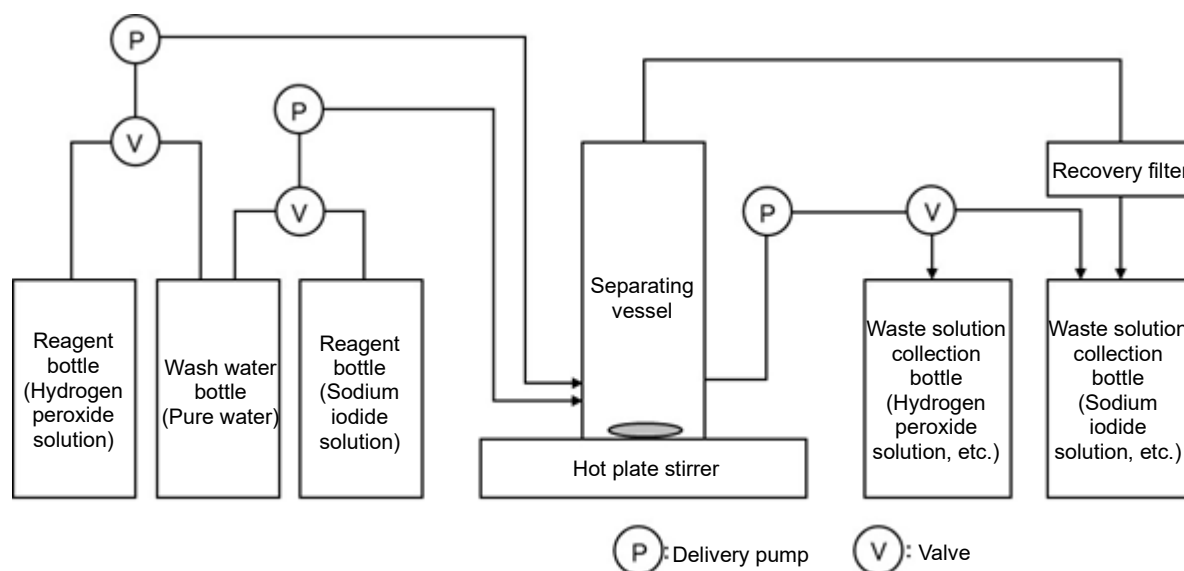 P
P
V
Recovery filter
V
P
V
Separating
vessel
Reagent
bottle
(Hydrogen
peroxide
solution)
Wash water
bottle
(Pure water)
Reagent
bottle
(Sodium
iodide
solution)
Waste solution
collection
bottle
(Hydrogen
peroxide
solution, etc.)
Waste solution
collection
bottle
(Sodium
iodide
solution, etc.)
Hot plate stirrer
P : Delivery pump
V : Valve